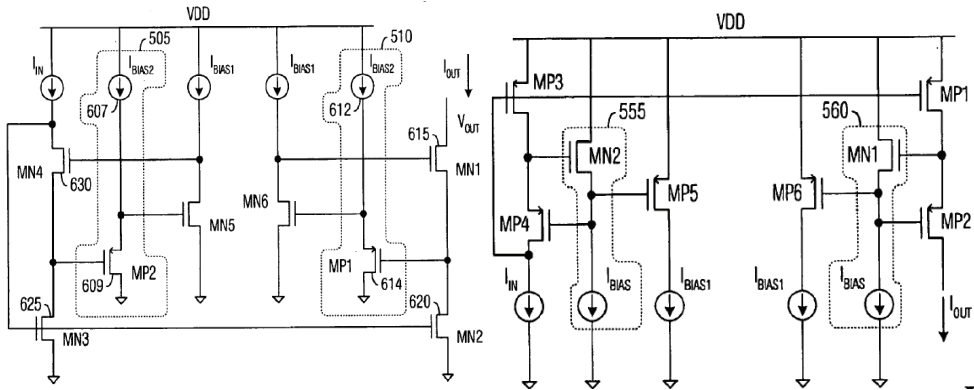 VDD
505
510
I_IN
I_BIAS2
607
I_BIAS1
I_BIAS1
612
I_BIAS2
I_OUT
V_OUT
615
MN1
MN4
630
MN5
MN6
MP2
609
MP1
614
625
MN3
620
MN2
VDD
MP3
555
560
MP1
MN2
MN1
MP4
MP5
MP6
MP2
I_IN
I_BIAS
I_BIAS1
I_BIAS1
I_BIAS
I_OUT